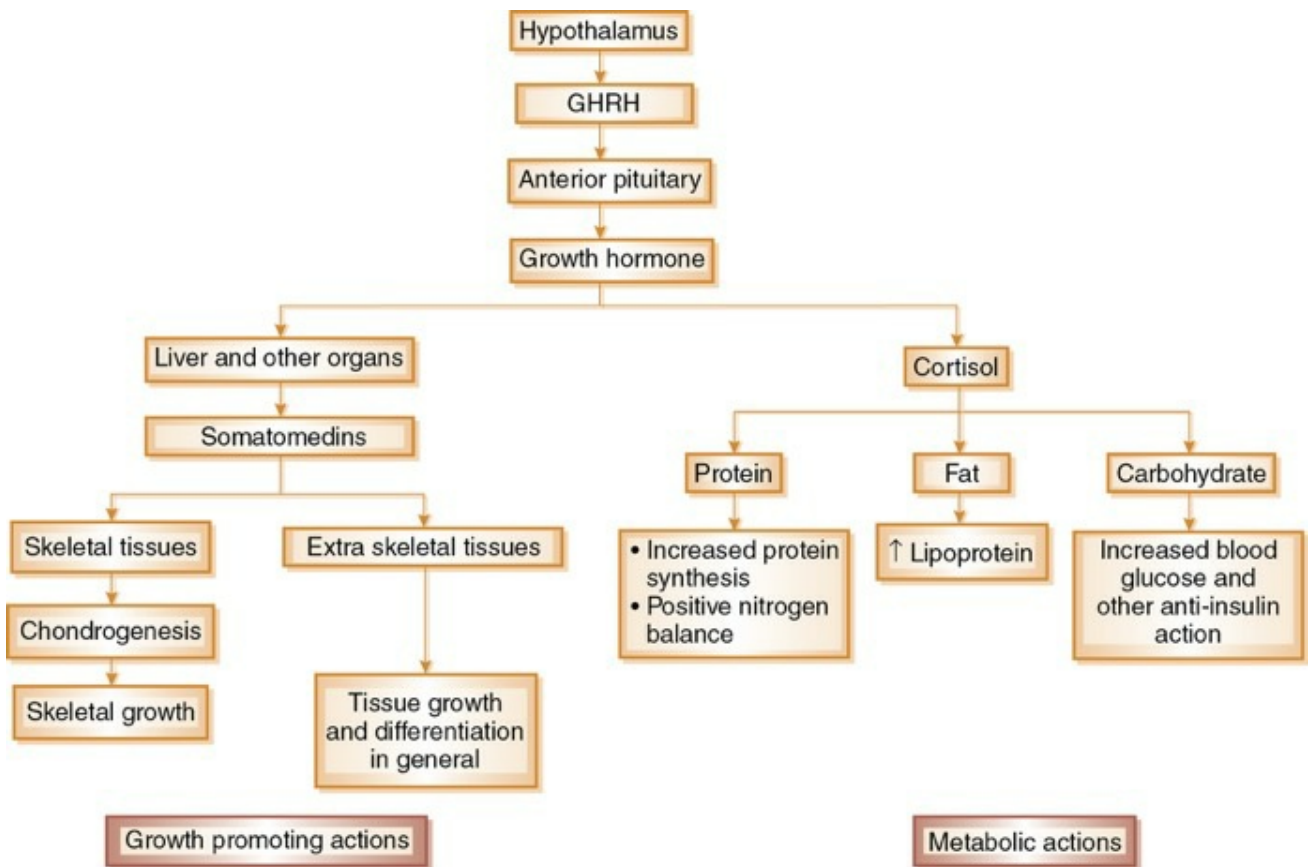 Hypothalamus
GHRH
Anterior pituitary
Growth hormone
Liver and other organs
Cortisol
Somatomedins
Protein
Fat
Carbohydrate
Skeletal tissues
Extra skeletal tissues
• Increased protein
synthesis
• Positive nitrogen
balance
↑ Lipoprotein
Increased blood
glucose and
other anti-insulin
action
Chondrogenesis
Skeletal growth
Tissue growth
and differentiation
in general
Growth promoting actions
Metabolic actions